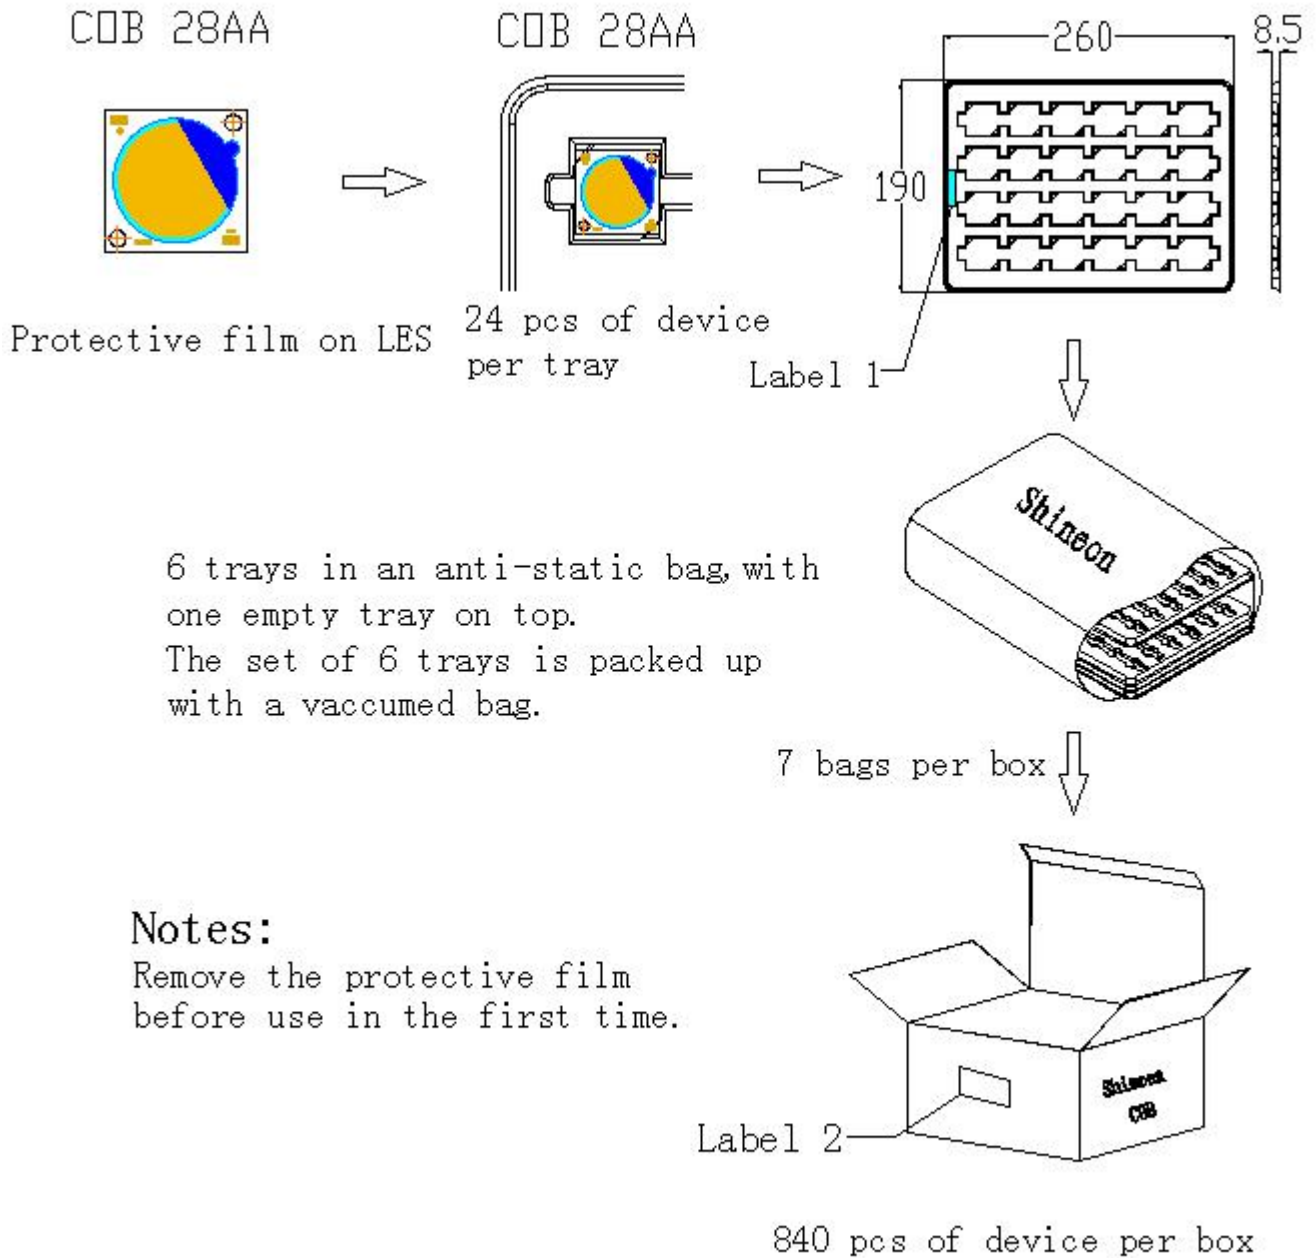 COB 28AA
COB 28AA
260
8.5
190
Protective film on LES
24 pcs of device
per tray
Label 1
Shineon
6 trays in an anti-static bag, with
one empty tray on top.
The set of 6 trays is packed up
with a vaccumed bag.
7 bags per box
Notes:
Remove the protective film
before use in the first time.
Shineon
COB
Label 2
840 pcs of device per box